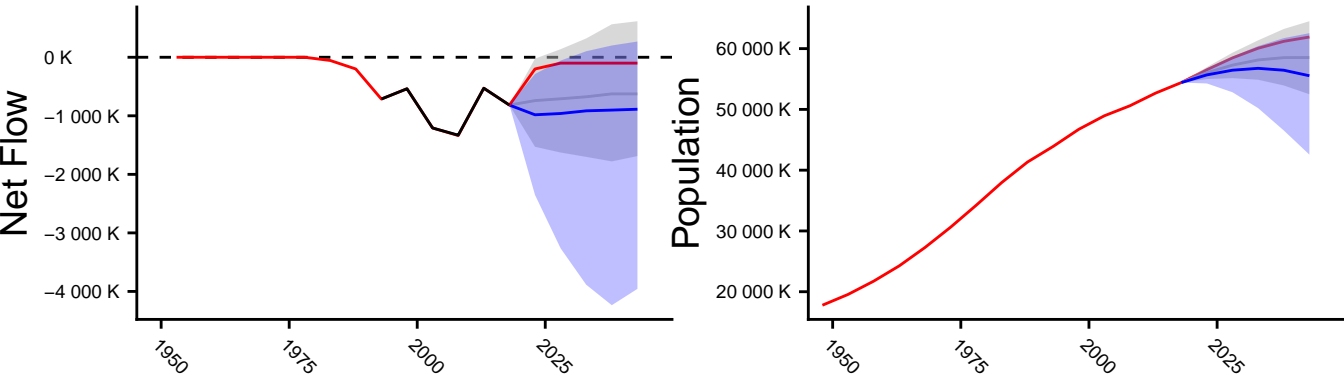 Net Flow
0 K
−1 000 K
−2 000 K
−3 000 K
−4 000 K
1950
1975
2000
2025
Population
60 000 K
50 000 K
40 000 K
30 000 K
20 000 K
1950
1975
2000
2025